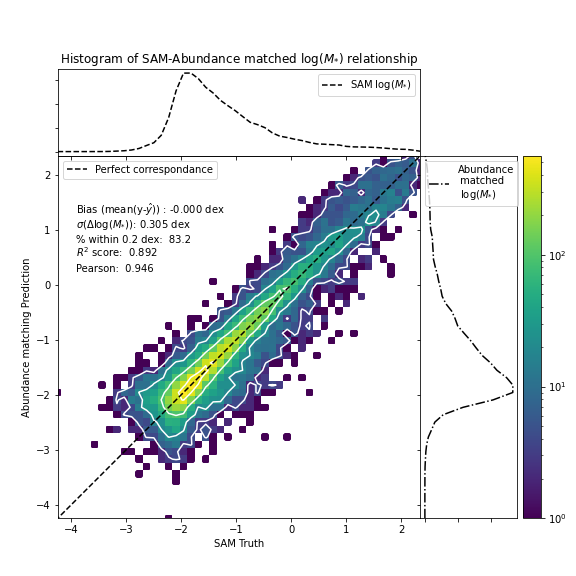 Histogram of SAM-Abundance matched log(M*) relationship
SAM log(M*)
Perfect correspondance
Bias (mean(y-ŷ)) : -0.000 dex
σ(Δlog(M*)): 0.305 dex
% within 0.2 dex: 83.2
R² score: 0.892
Pearson: 0.946
Abundance
matched
log(M*)
Abundance matching Prediction
2
1
0
−1
−2
−3
−4
−4
−3
−2
−1
0
1
2
SAM Truth
10²
10¹
10⁰